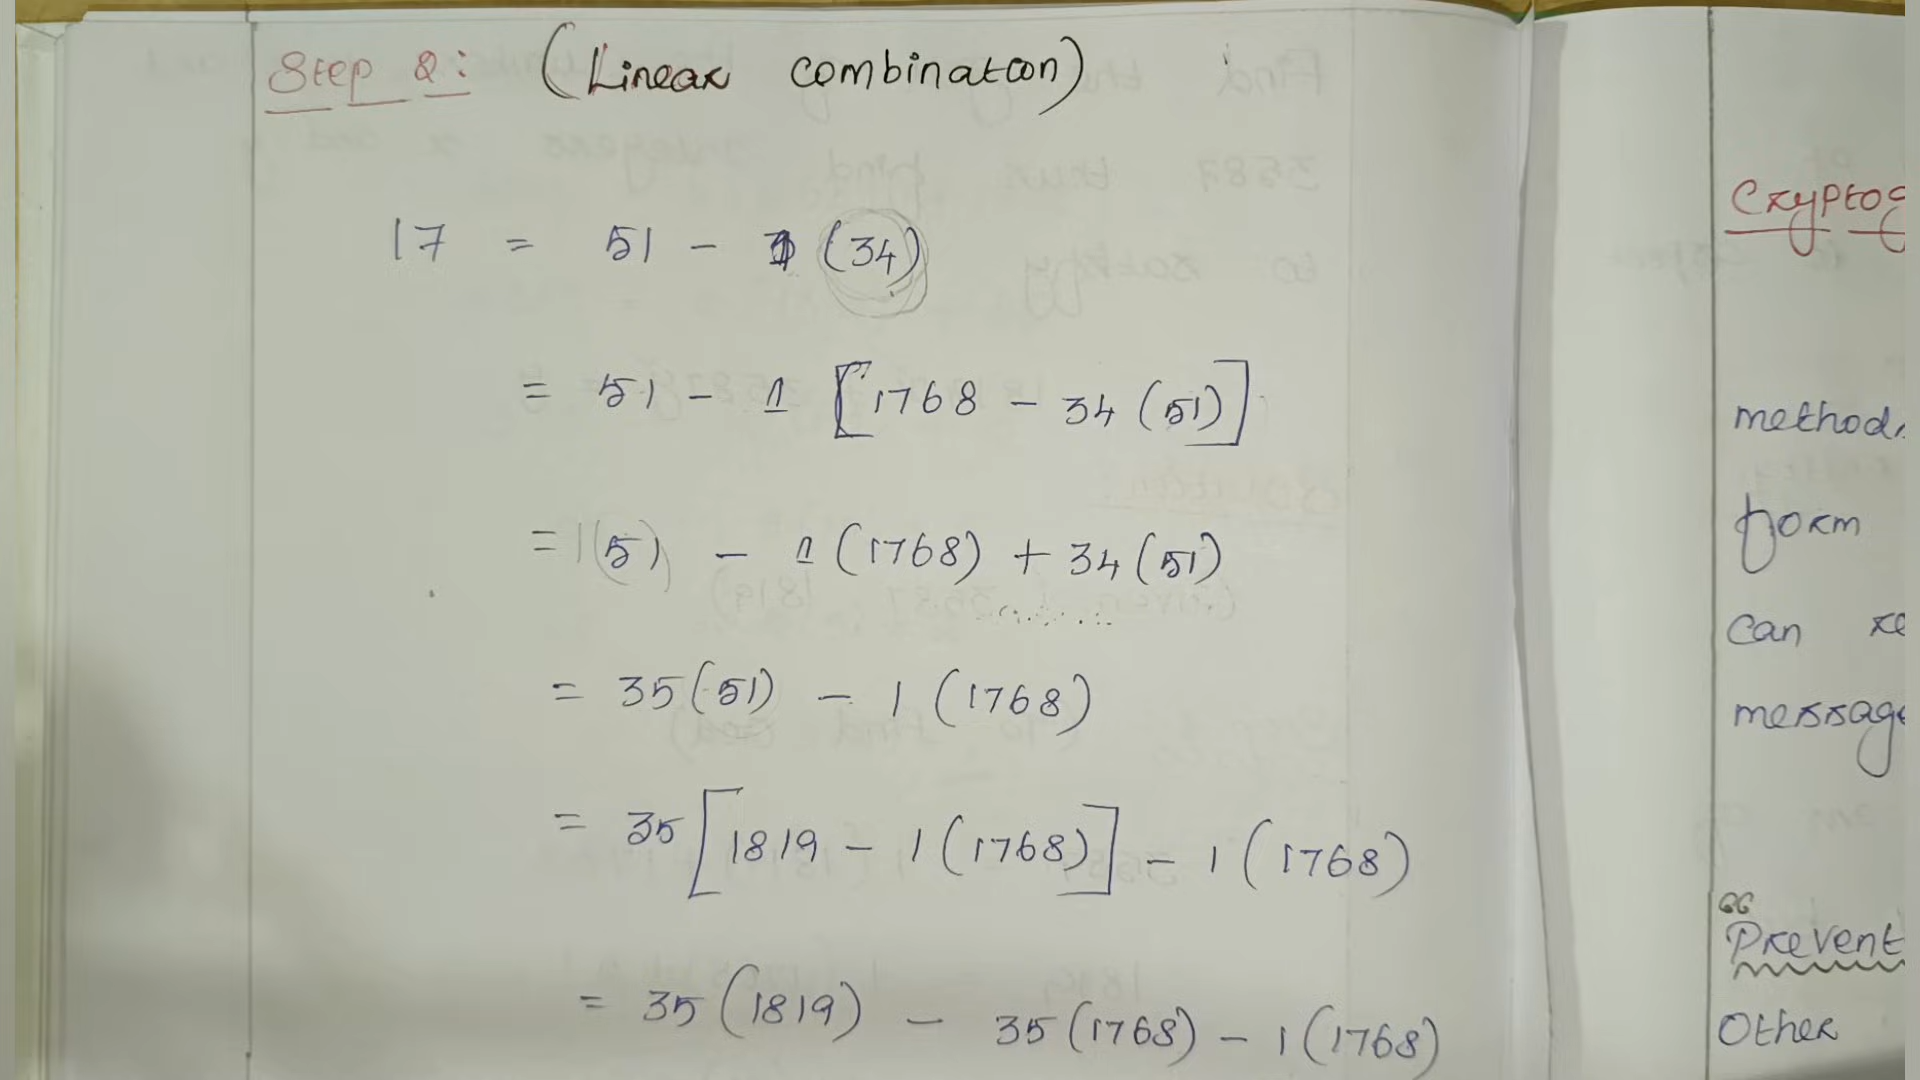 Step 2: (Linear combination)
17 = 51 - 1 (34)
= 51 - 1 [1768 - 34 (51)]
= 1(51) - 1 (1768) + 34 (51)
= 35 (51) - 1 (1768)
= 35 [1819 - 1 (1768)] - 1 (1768)
= 35 (1819) - 35 (1768) - 1 (1768)
Cryptog
method
form
can re
message
"
Prevent
Other